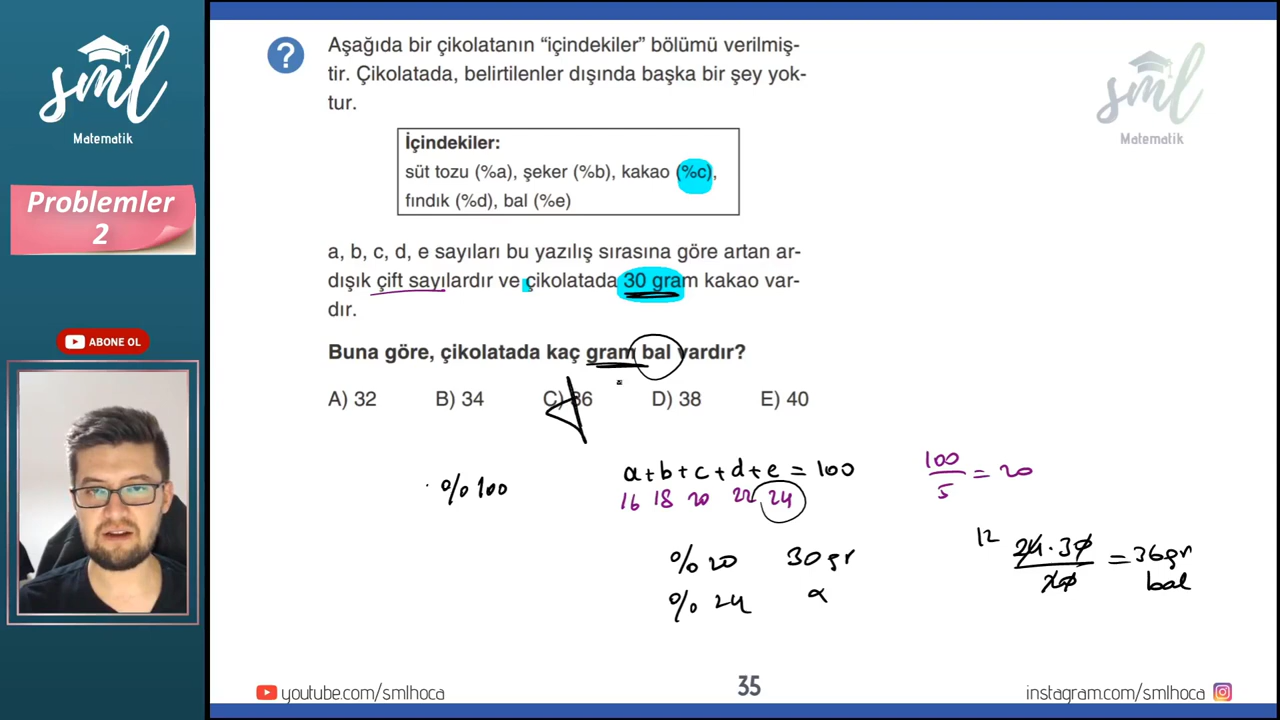 sml
Matematik
Problemler
2
ABONE OL
?
Aşağıda bir çikolatanın “içindekiler” bölümü verilmiş-
tir. Çikolatada, belirtilenler dışında başka bir şey yok-
tur.
İçindekiler:
süt tozu (%a), şeker (%b), kakao (%c),
fındık (%d), bal (%e)
a, b, c, d, e sayıları bu yazılış sırasına göre artan ar-
dışık çift sayılardır ve çikolatada 30 gram kakao var-
dır.
Buna göre, çikolatada kaç gram bal vardır?
A) 32 B) 34 C) 36 D) 38 E) 40
sml
Matematik
%100
a+b+c+d+e = 100
16 18 20 22 24
100/5 = 20
%20 30gr
%24 α
12 24.30/20 = 36gr
bal
youtube.com/smlhoca
35
instagram.com/smlhoca